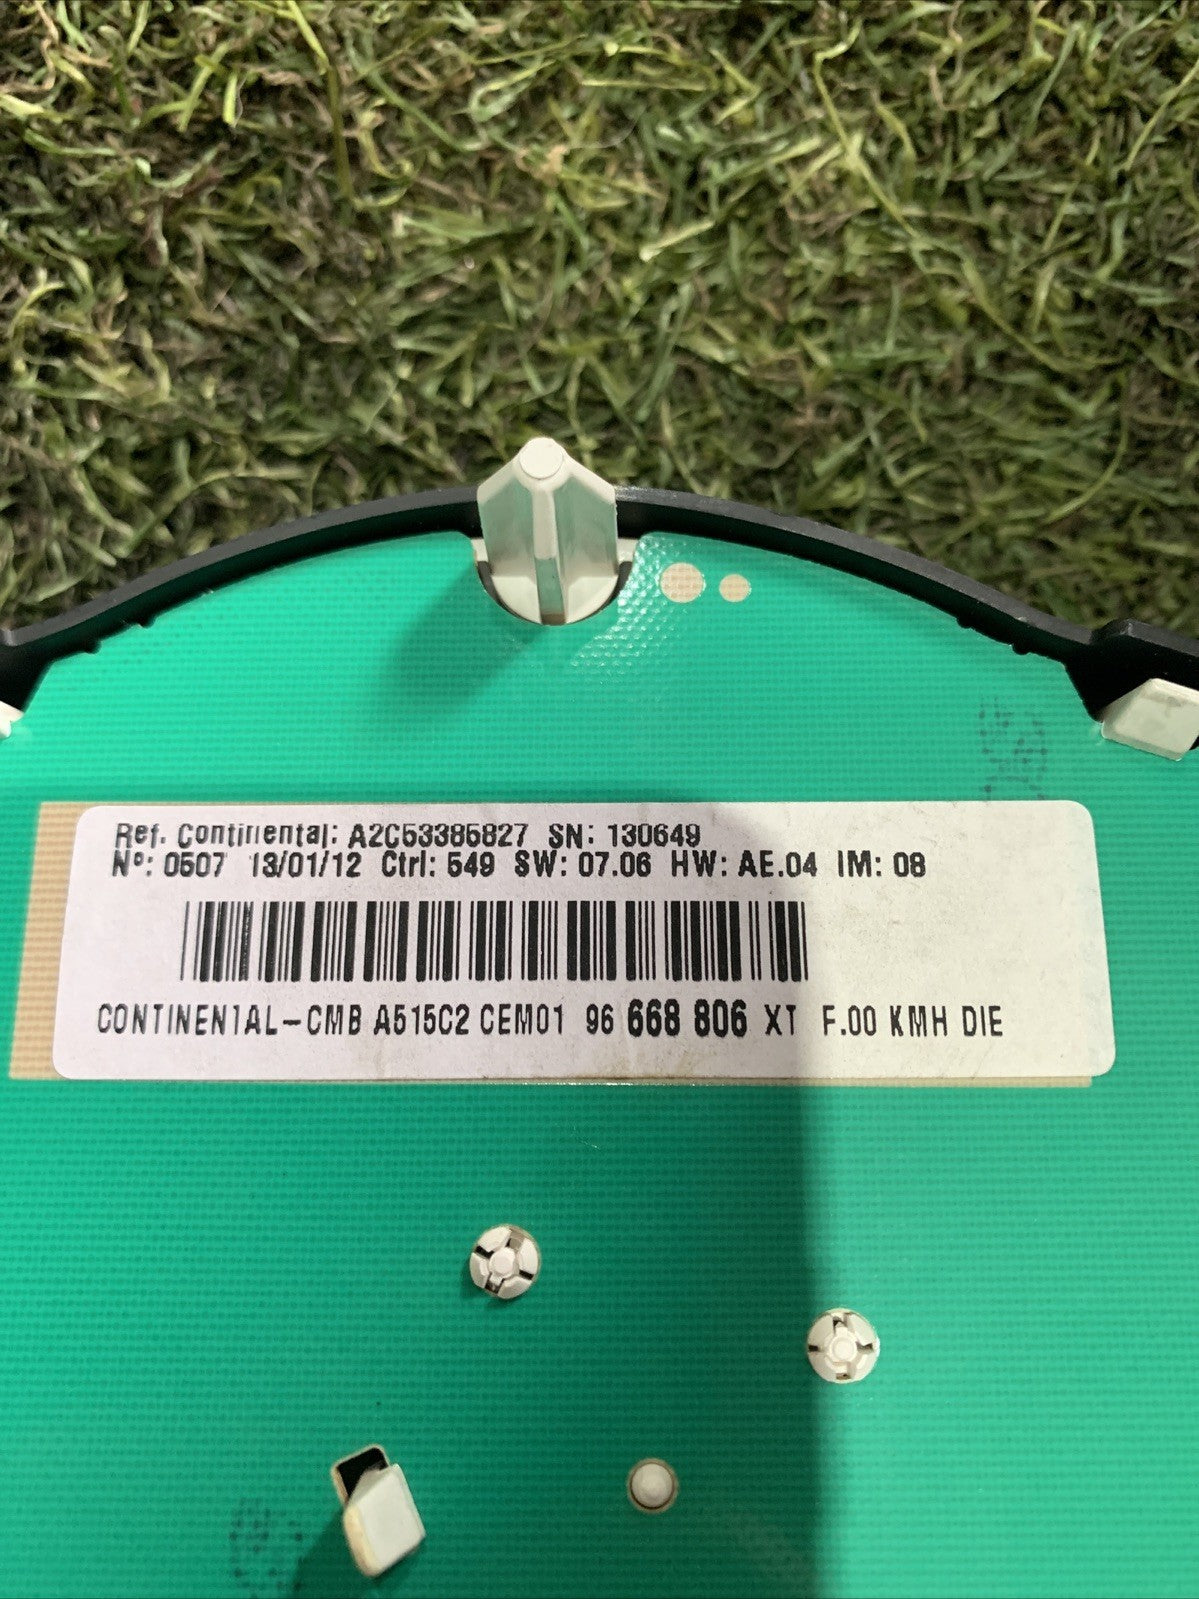 Ref. Continental: A2C53385827 SN: 130649
Nº: 0507 13/01/12 Ctrl: 549 SW: 07.06 HW: AE.04 IM: 08
CONTINENTAL-CMB A515C2 CEM01 96 668 806 XT F.00 KMH DIE